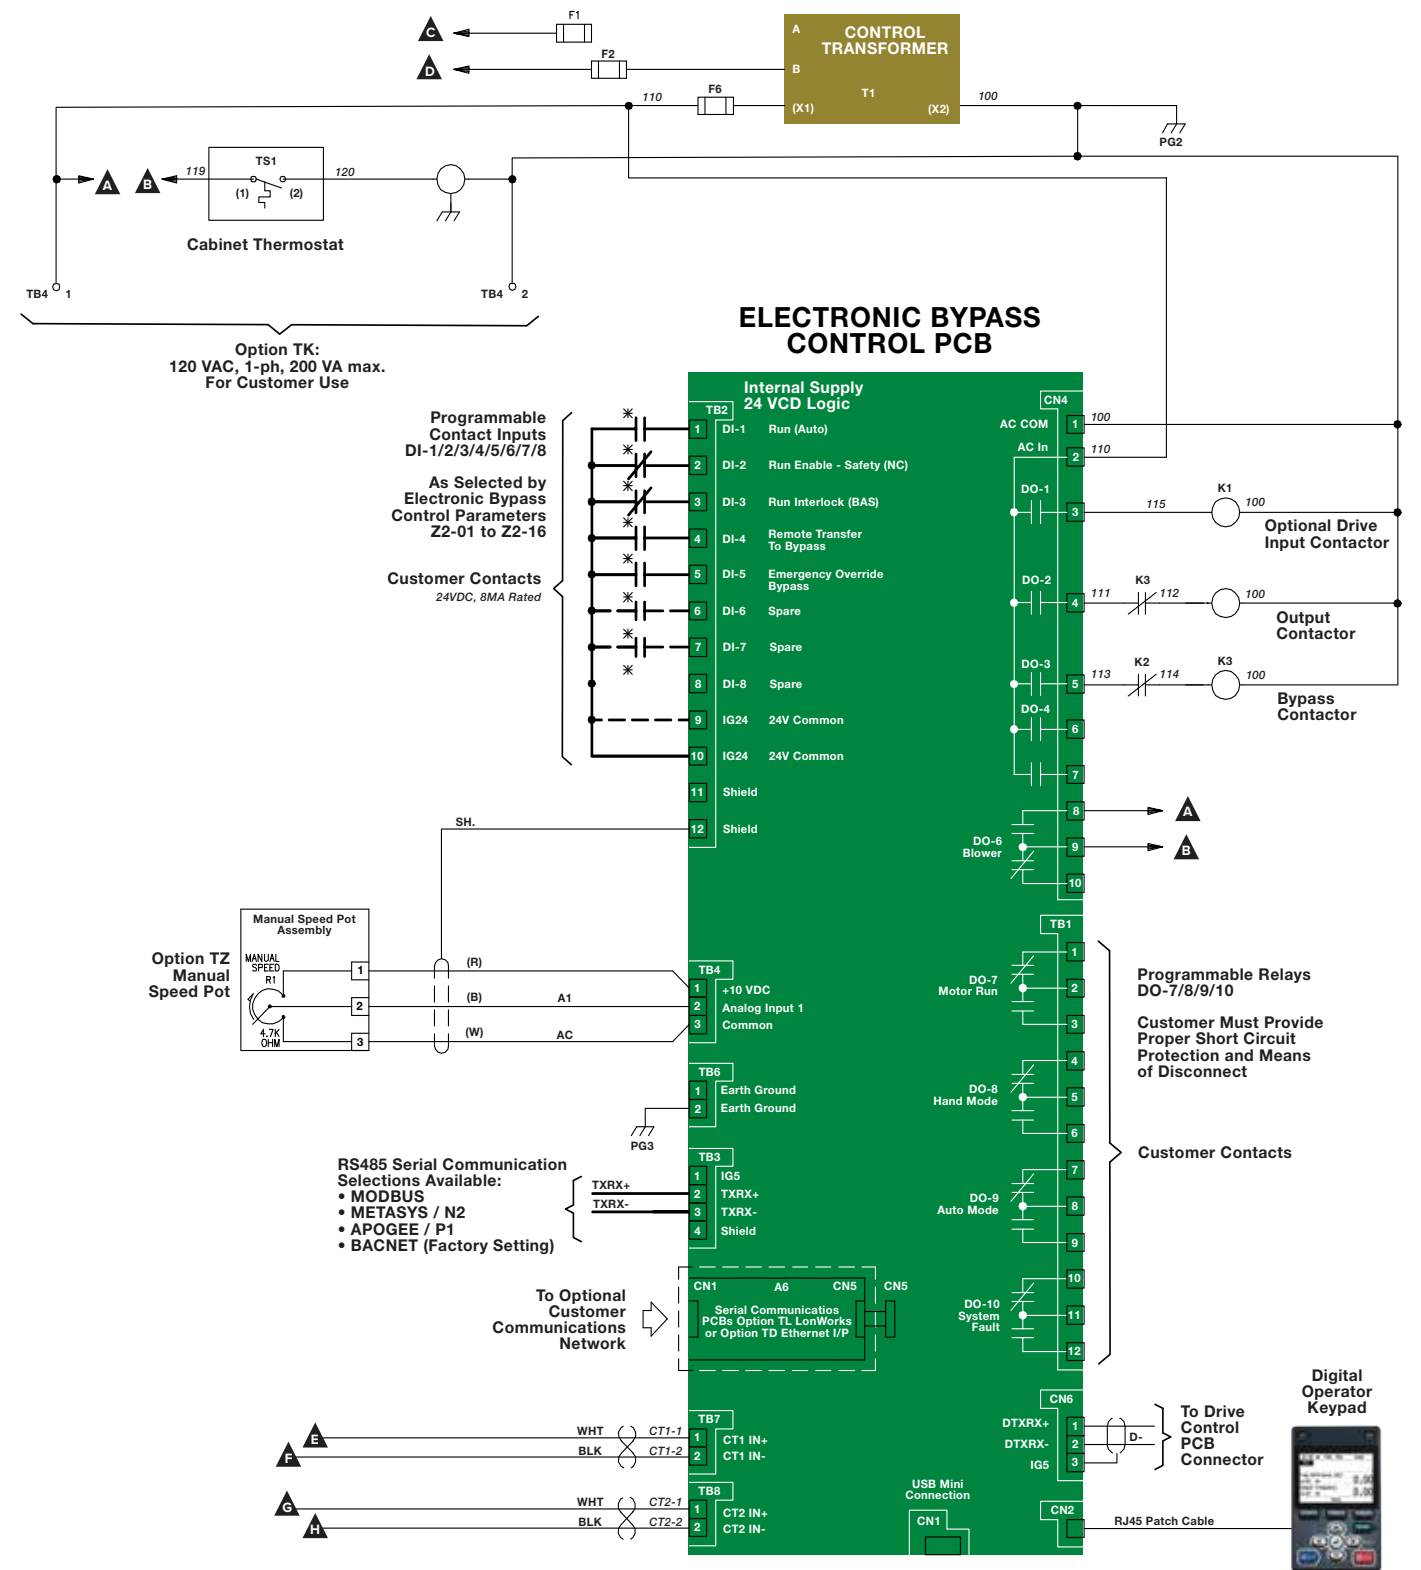 C
F1
CONTROL
TRANSFORMER
A
D
F2
B
T1
110
F6
(X1)
(X2)
100
PG2
A
B
119
TS1
(1)
(2)
120
Cabinet Thermostat
TB4
1
TB4
2
Option TK:
120 VAC, 1-ph, 200 VA max.
For Customer Use
ELECTRONIC BYPASS
CONTROL PCB
Internal Supply
24 VCD Logic
Programmable
Contact Inputs
DI-1/2/3/4/5/6/7/8
As Selected by
Electronic Bypass
Control Parameters
Z2-01 to Z2-16
Customer Contacts
24VDC, 8MA Rated
TB2
1 DI-1 Run (Auto)
2 DI-2 Run Enable - Safety (NC)
3 DI-3 Run Interlock (BAS)
4 DI-4 Remote Transfer
To Bypass
5 DI-5 Emergency Override
Bypass
6 DI-6 Spare
7 DI-7 Spare
8 DI-8 Spare
9 IG24 24V Common
10 IG24 24V Common
11 Shield
12 Shield
SH.
CN4
AC COM 1 100
AC In 2 110
DO-1
3 115 K1 100
Optional Drive
Input Contactor
DO-2
4 111 K3 112 100
Output
Contactor
DO-3
5 113 K2 114 K3 100
Bypass
Contactor
DO-4
6
7
8 A
DO-6
Blower
9 B
10
Option TZ
Manual
Speed Pot
Manual Speed Pot
Assembly
MANUAL
SPEED
R1
4.7K
OHM
1 (R)
2 (B) A1
3 (W) AC
TB4
1 +10 VDC
2 Analog Input 1
3 Common
TB6
1 Earth Ground
2 Earth Ground
PG3
RS485 Serial Communication
Selections Available:
• MODBUS
• METASYS / N2
• APOGEE / P1
• BACNET (Factory Setting)
TXRX+
TXRX-
TB3
1 IG5
2 TXRX+
3 TXRX-
4 Shield
To Optional
Customer
Communications
Network
CN1 A6 CN5 CN5
Serial Communicatios
PCBs Option TL LonWorks
or Option TD Ethernet I/P
TB1
1
DO-7
Motor Run
2
3
4
DO-8
Hand Mode
5
6
7
DO-9
Auto Mode
8
9
10
DO-10
System
Fault
11
12
Programmable Relays
DO-7/8/9/10
Customer Must Provide
Proper Short Circuit
Protection and Means
of Disconnect
Customer Contacts
E WHT CT1-1
F BLK CT1-2
TB7
1 CT1 IN+
2 CT1 IN-
G WHT CT2-1
H BLK CT2-2
TB8
1 CT2 IN+
2 CT2 IN-
USB Mini
Connection
CN1
CN6
DTXRX+ 1
DTXRX- 2
IG5 3
D-
To Drive
Control
PCB
Connector
CN2
RJ45 Patch Cable
Digital
Operator
Keypad
0.00
0.00